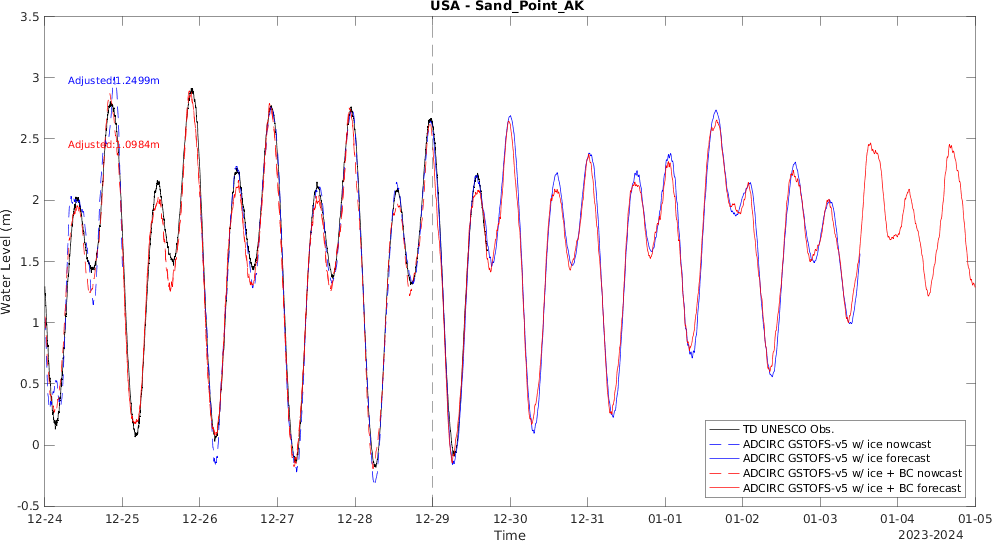 USA - Sand_Point_AK
3.5
3
2.5
2
1.5
1
0.5
0
-0.5
Water Level (m)
Adjusted:1.2499m
Adjusted:1.0984m
TD UNESCO Obs.
ADCIRC GSTOFS-v5 w/ ice nowcast
ADCIRC GSTOFS-v5 w/ ice forecast
ADCIRC GSTOFS-v5 w/ ice + BC nowcast
ADCIRC GSTOFS-v5 w/ ice + BC forecast
12-24 12-25 12-26 12-27 12-28 12-29 12-30 12-31 01-01 01-02 01-03 01-04 01-05
Time
2023-2024